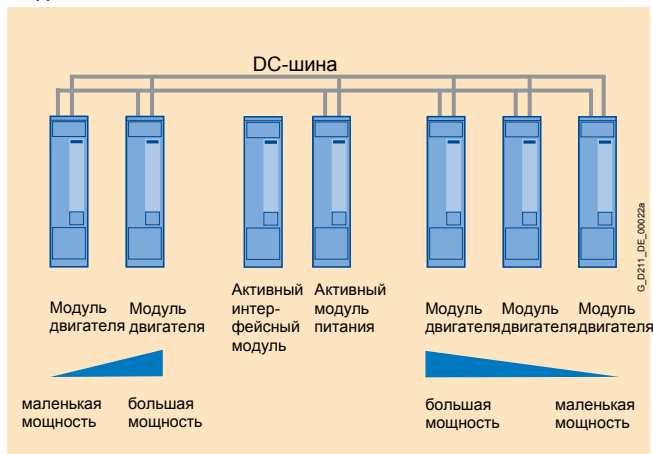 DC-шина
Модуль
двигателя
Модуль
двигателя
Активный
интер-
фейсный
модуль
Активный
модуль
питания
Модуль
двигателя
Модуль
двигателя
Модуль
двигателя
маленькая
мощность
большая
мощность
большая
мощность
маленькая
мощность
G_D211_DE_00022a